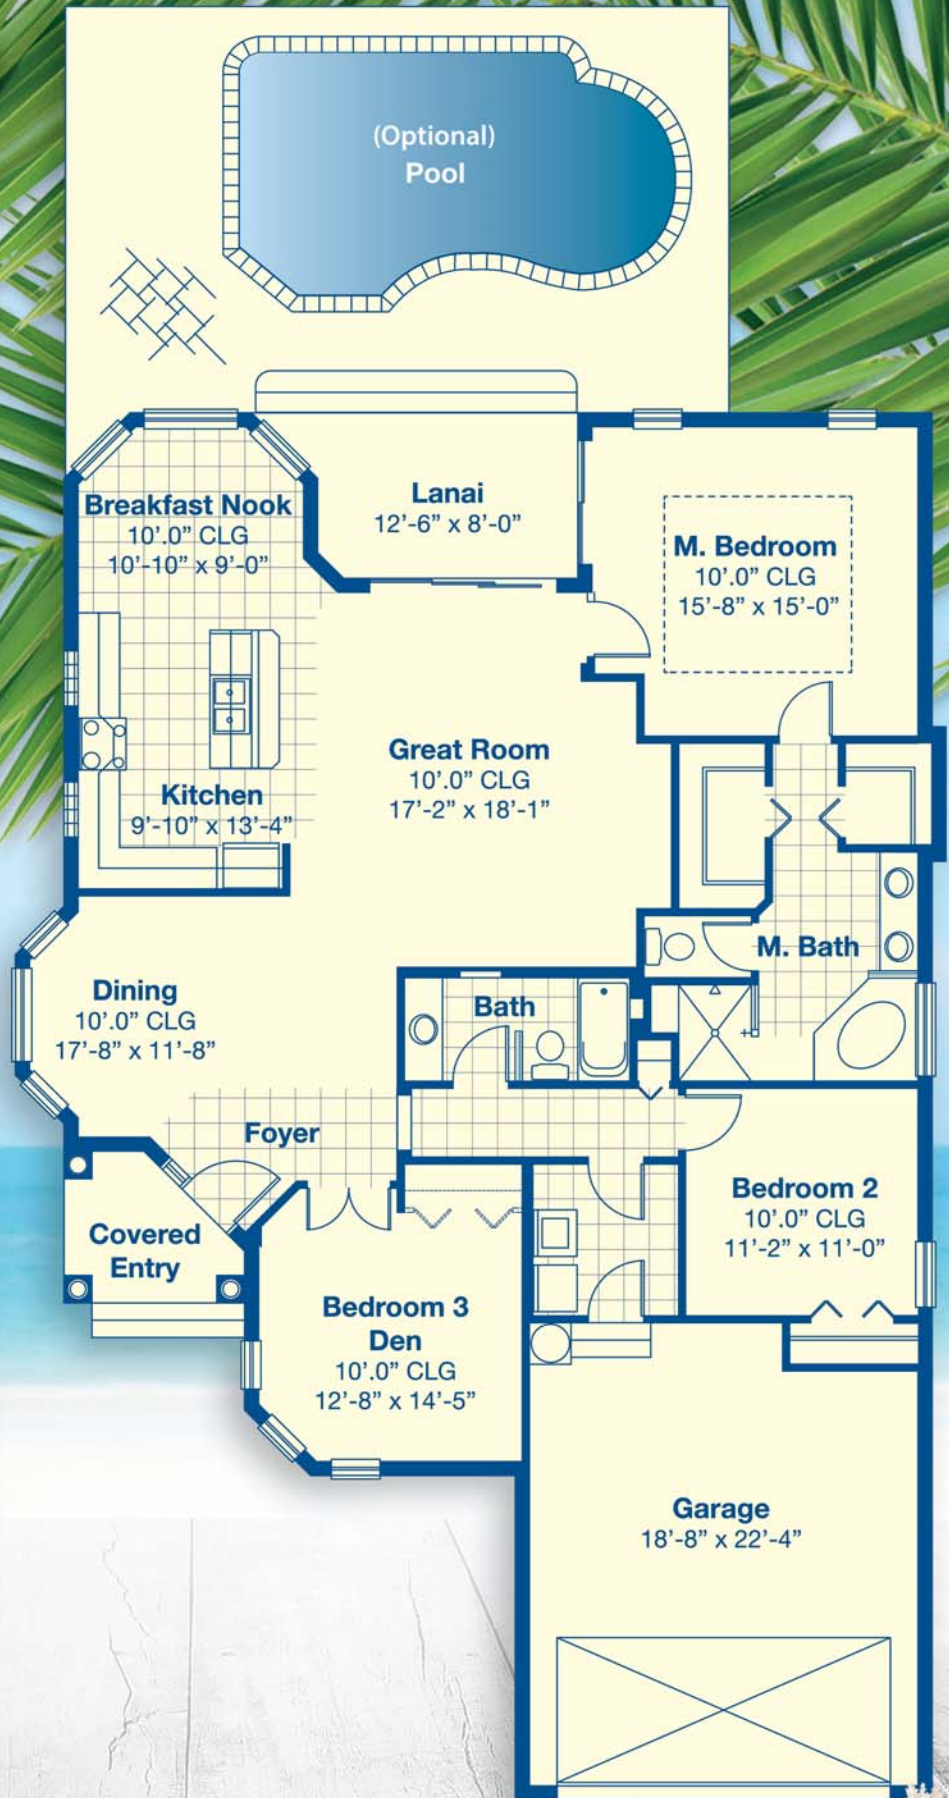 (Optional)
Pool
Breakfast Nook
10’.0” CLG
10’-10” x 9’-0”
Lanai
12’-6” x 8’-0”
M. Bedroom
10’.0” CLG
15’-8” x 15’-0”
Great Room
10’.0” CLG
17’-2” x 18’-1”
Kitchen
9’-10” x 13’-4”
M. Bath
Dining
10’.0” CLG
17’-8” x 11’-8”
Bath
Foyer
Covered
Entry
Bedroom 2
10’.0” CLG
11’-2” x 11’-0”
Bedroom 3
Den
10’.0” CLG
12’-8” x 14’-5”
Garage
18’-8” x 22’-4”